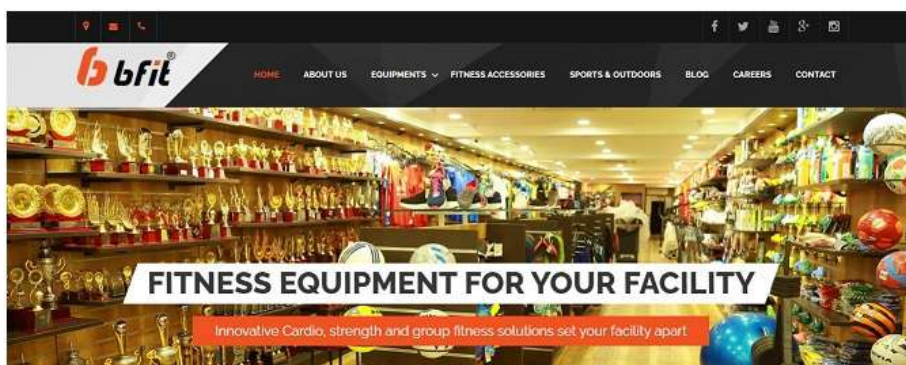 bfit®
HOME ABOUT US EQUIPMENTS FITNESS ACCESSORIES SPORTS & OUTDOORS BLOG CAREERS CONTACT
FITNESS EQUIPMENT FOR YOUR FACILITY
Innovative Cardio, strength and group fitness solutions set your facility apart